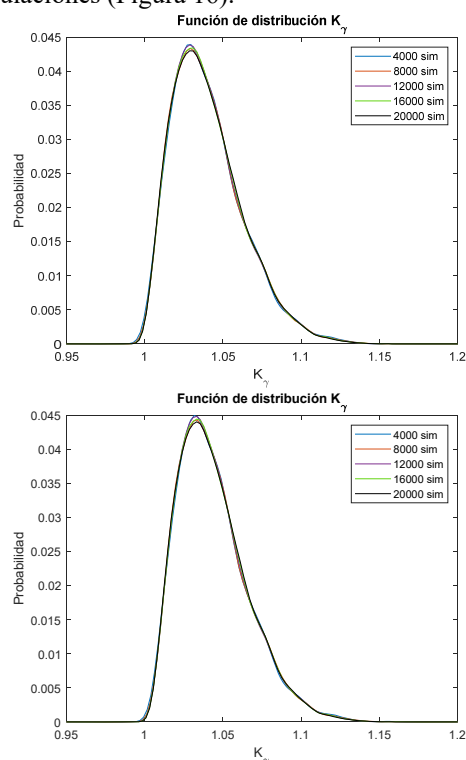 ulaciones (Figura 16).
Función de distribución K_γ
0.045
0.04
0.035
0.03
0.025
0.02
0.015
0.01
0.005
0
Probabilidad
4000 sim
8000 sim
12000 sim
16000 sim
20000 sim
0.95 1 1.05 1.1 1.15 1.2
K_γ
Función de distribución K_γ
0.045
0.04
0.035
0.03
0.025
0.02
0.015
0.01
0.005
0
Probabilidad
4000 sim
8000 sim
12000 sim
16000 sim
20000 sim
0.95 1 1.05 1.1 1.15 1.2
K_γ